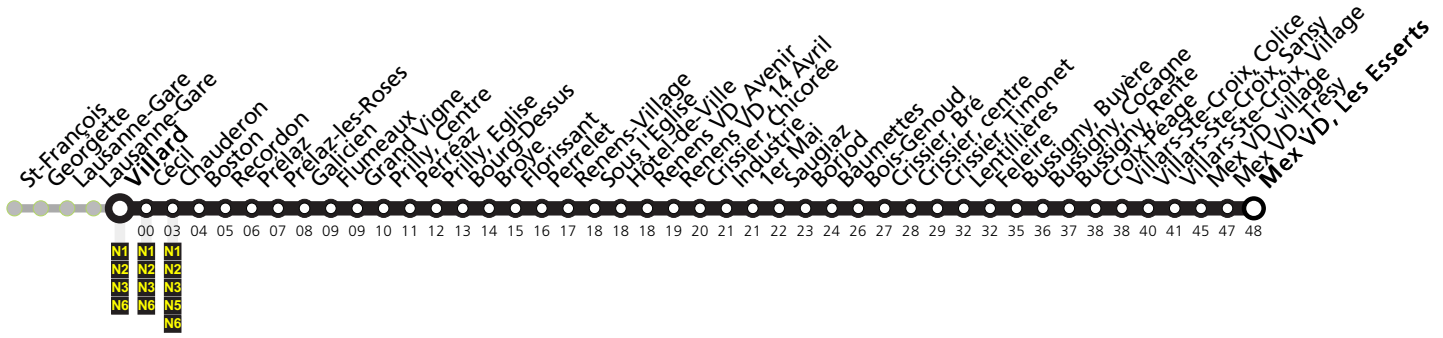 St-François
Georgette
Lausanne-Gare
Lausanne-Gare
Villard
Cécil
Chauderon
Boston
Recordon
Prélaz
Prélaz-les-Roses
Galicien
Flumeaux
Grand Vigne
Prilly, Centre
Perréaz
Prilly, Eglise
Bourg-Dessus
Broye
Florissant
Perrelet
Renens-Village
Sous l'Eglise
Hôtel-de-Ville
Renens VD, Avenir
Renens VD, 14 Avril
Crissier, Chicorée
Industrie
1er Mai
Saugiaz
Borjod
Baumettes
Bois-Genoud
Crissier, Bré
Crissier, centre
Crissier, Timonet
Lentillières
Feleire
Bussigny, Buyère
Bussigny, Cocagne
Bussigny, Rente
Croix-Péage
Villars-Ste-Croix, Colice
Villars-Ste-Croix, Sansy
Villars-Ste-Croix, Village
Mex VD, village
Mex VD, Trésy
Mex VD, Les Esserts
00 03 04 05 06 07 08 09 09 10 11 12 13 14 15 16 17 18 18 18 19 20 21 21 22 23 24 26 27 28 29 32 32 35 36 37 38 38 40 41 45 47 48
N1 N1 N1
N2 N2 N2
N3 N3 N3
N6 N6 N5
N6